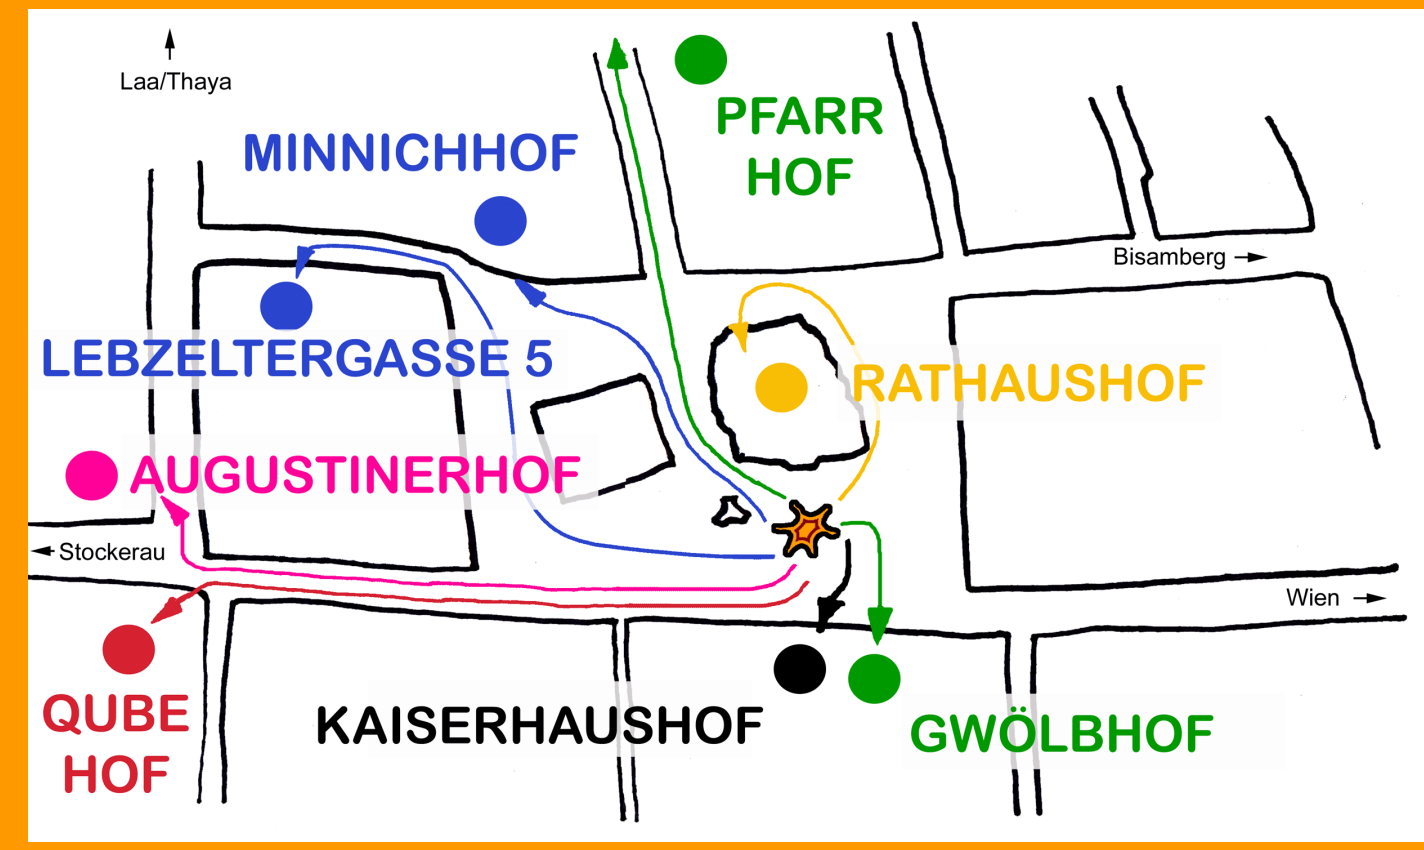 Laa/Thaya
MINNICHHOF
PFARR
HOF
Bisamberg
LEBZELTERGASSE 5
RATHAUSHOF
AUGUSTINERHOF
Stockerau
Wien
QUBE
HOF
KAISERHAUSHOF
GWÖLBHOF